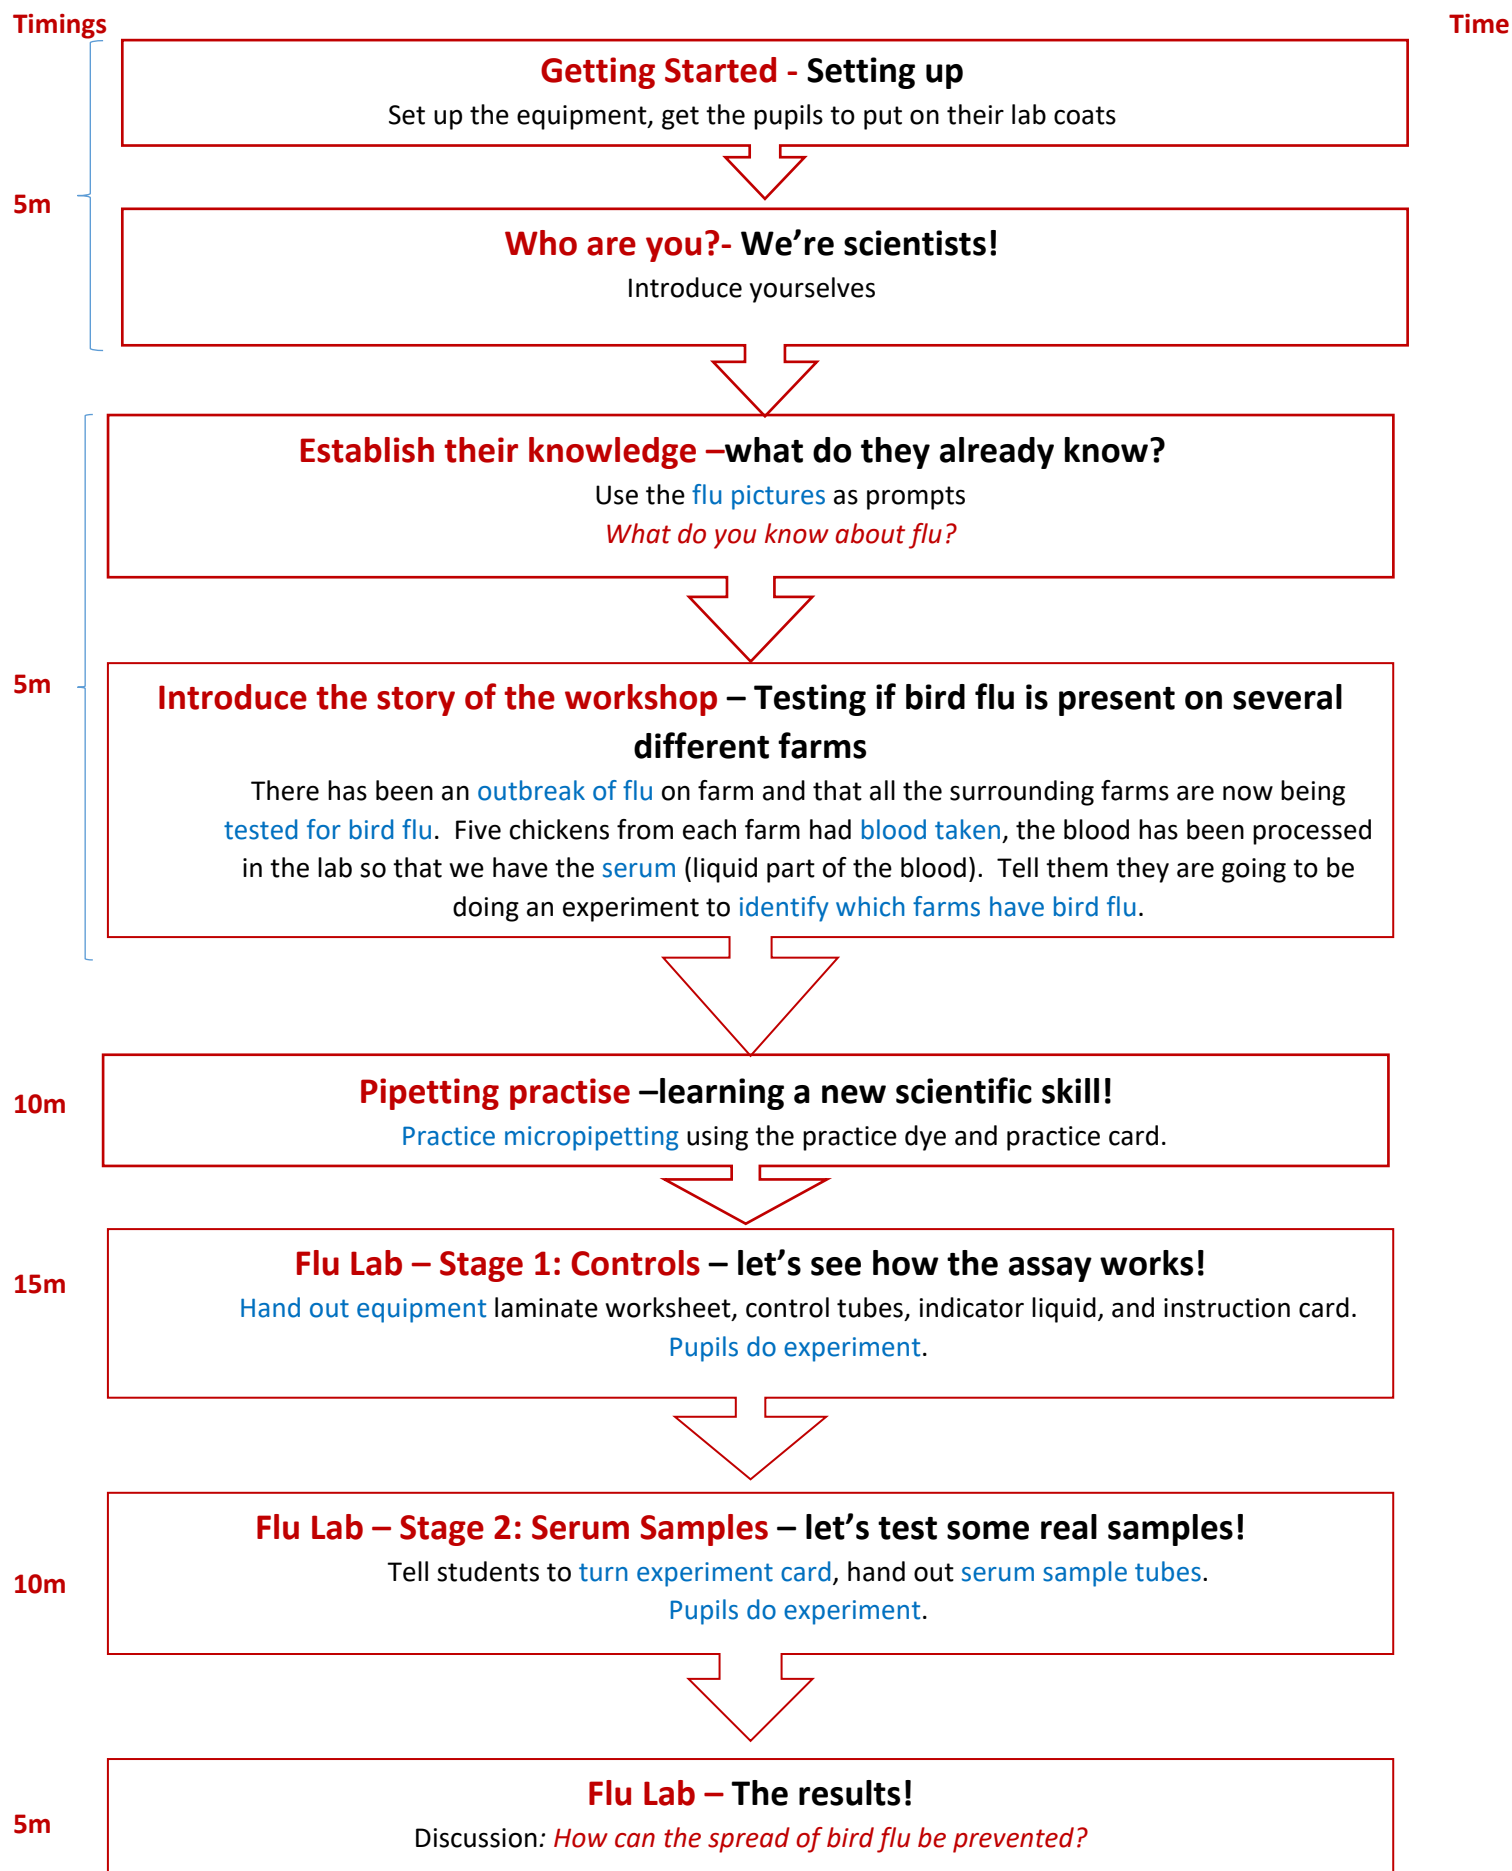 Timings
Time
Getting Started - Setting up
Set up the equipment, get the pupils to put on their lab coats
5m
Who are you?- We’re scientists!
Introduce yourselves
Establish their knowledge –what do they already know?
Use the flu pictures as prompts
What do you know about flu?
5m
Introduce the story of the workshop – Testing if bird flu is present on several
different farms
There has been an outbreak of flu on farm and that all the surrounding farms are now being
tested for bird flu.  Five chickens from each farm had blood taken, the blood has been processed
in the lab so that we have the serum (liquid part of the blood).  Tell them they are going to be
doing an experiment to identify which farms have bird flu.
10m
Pipetting practise –learning a new scientific skill!
Practice micropipetting using the practice dye and practice card.
15m
Flu Lab – Stage 1: Controls – let’s see how the assay works!
Hand out equipment laminate worksheet, control tubes, indicator liquid, and instruction card.
Pupils do experiment.
10m
Flu Lab – Stage 2: Serum Samples – let’s test some real samples!
Tell students to turn experiment card, hand out serum sample tubes.
Pupils do experiment.
5m
Flu Lab – The results!
Discussion: How can the spread of bird flu be prevented?